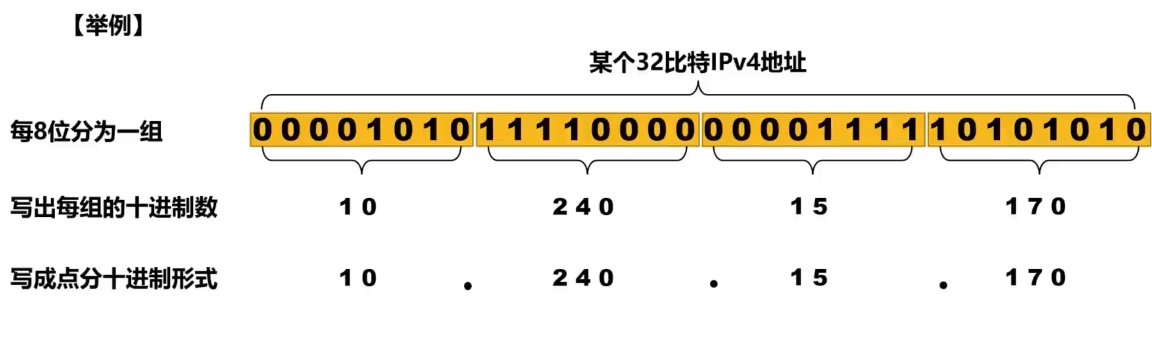 【举例】
某个32比特IPv4地址
每8位分为一组 00001010 11110000 00001111 10101010
写出每组的十进制数 10 240 15 170
写成点分十进制形式 10 . 240 . 15 . 170